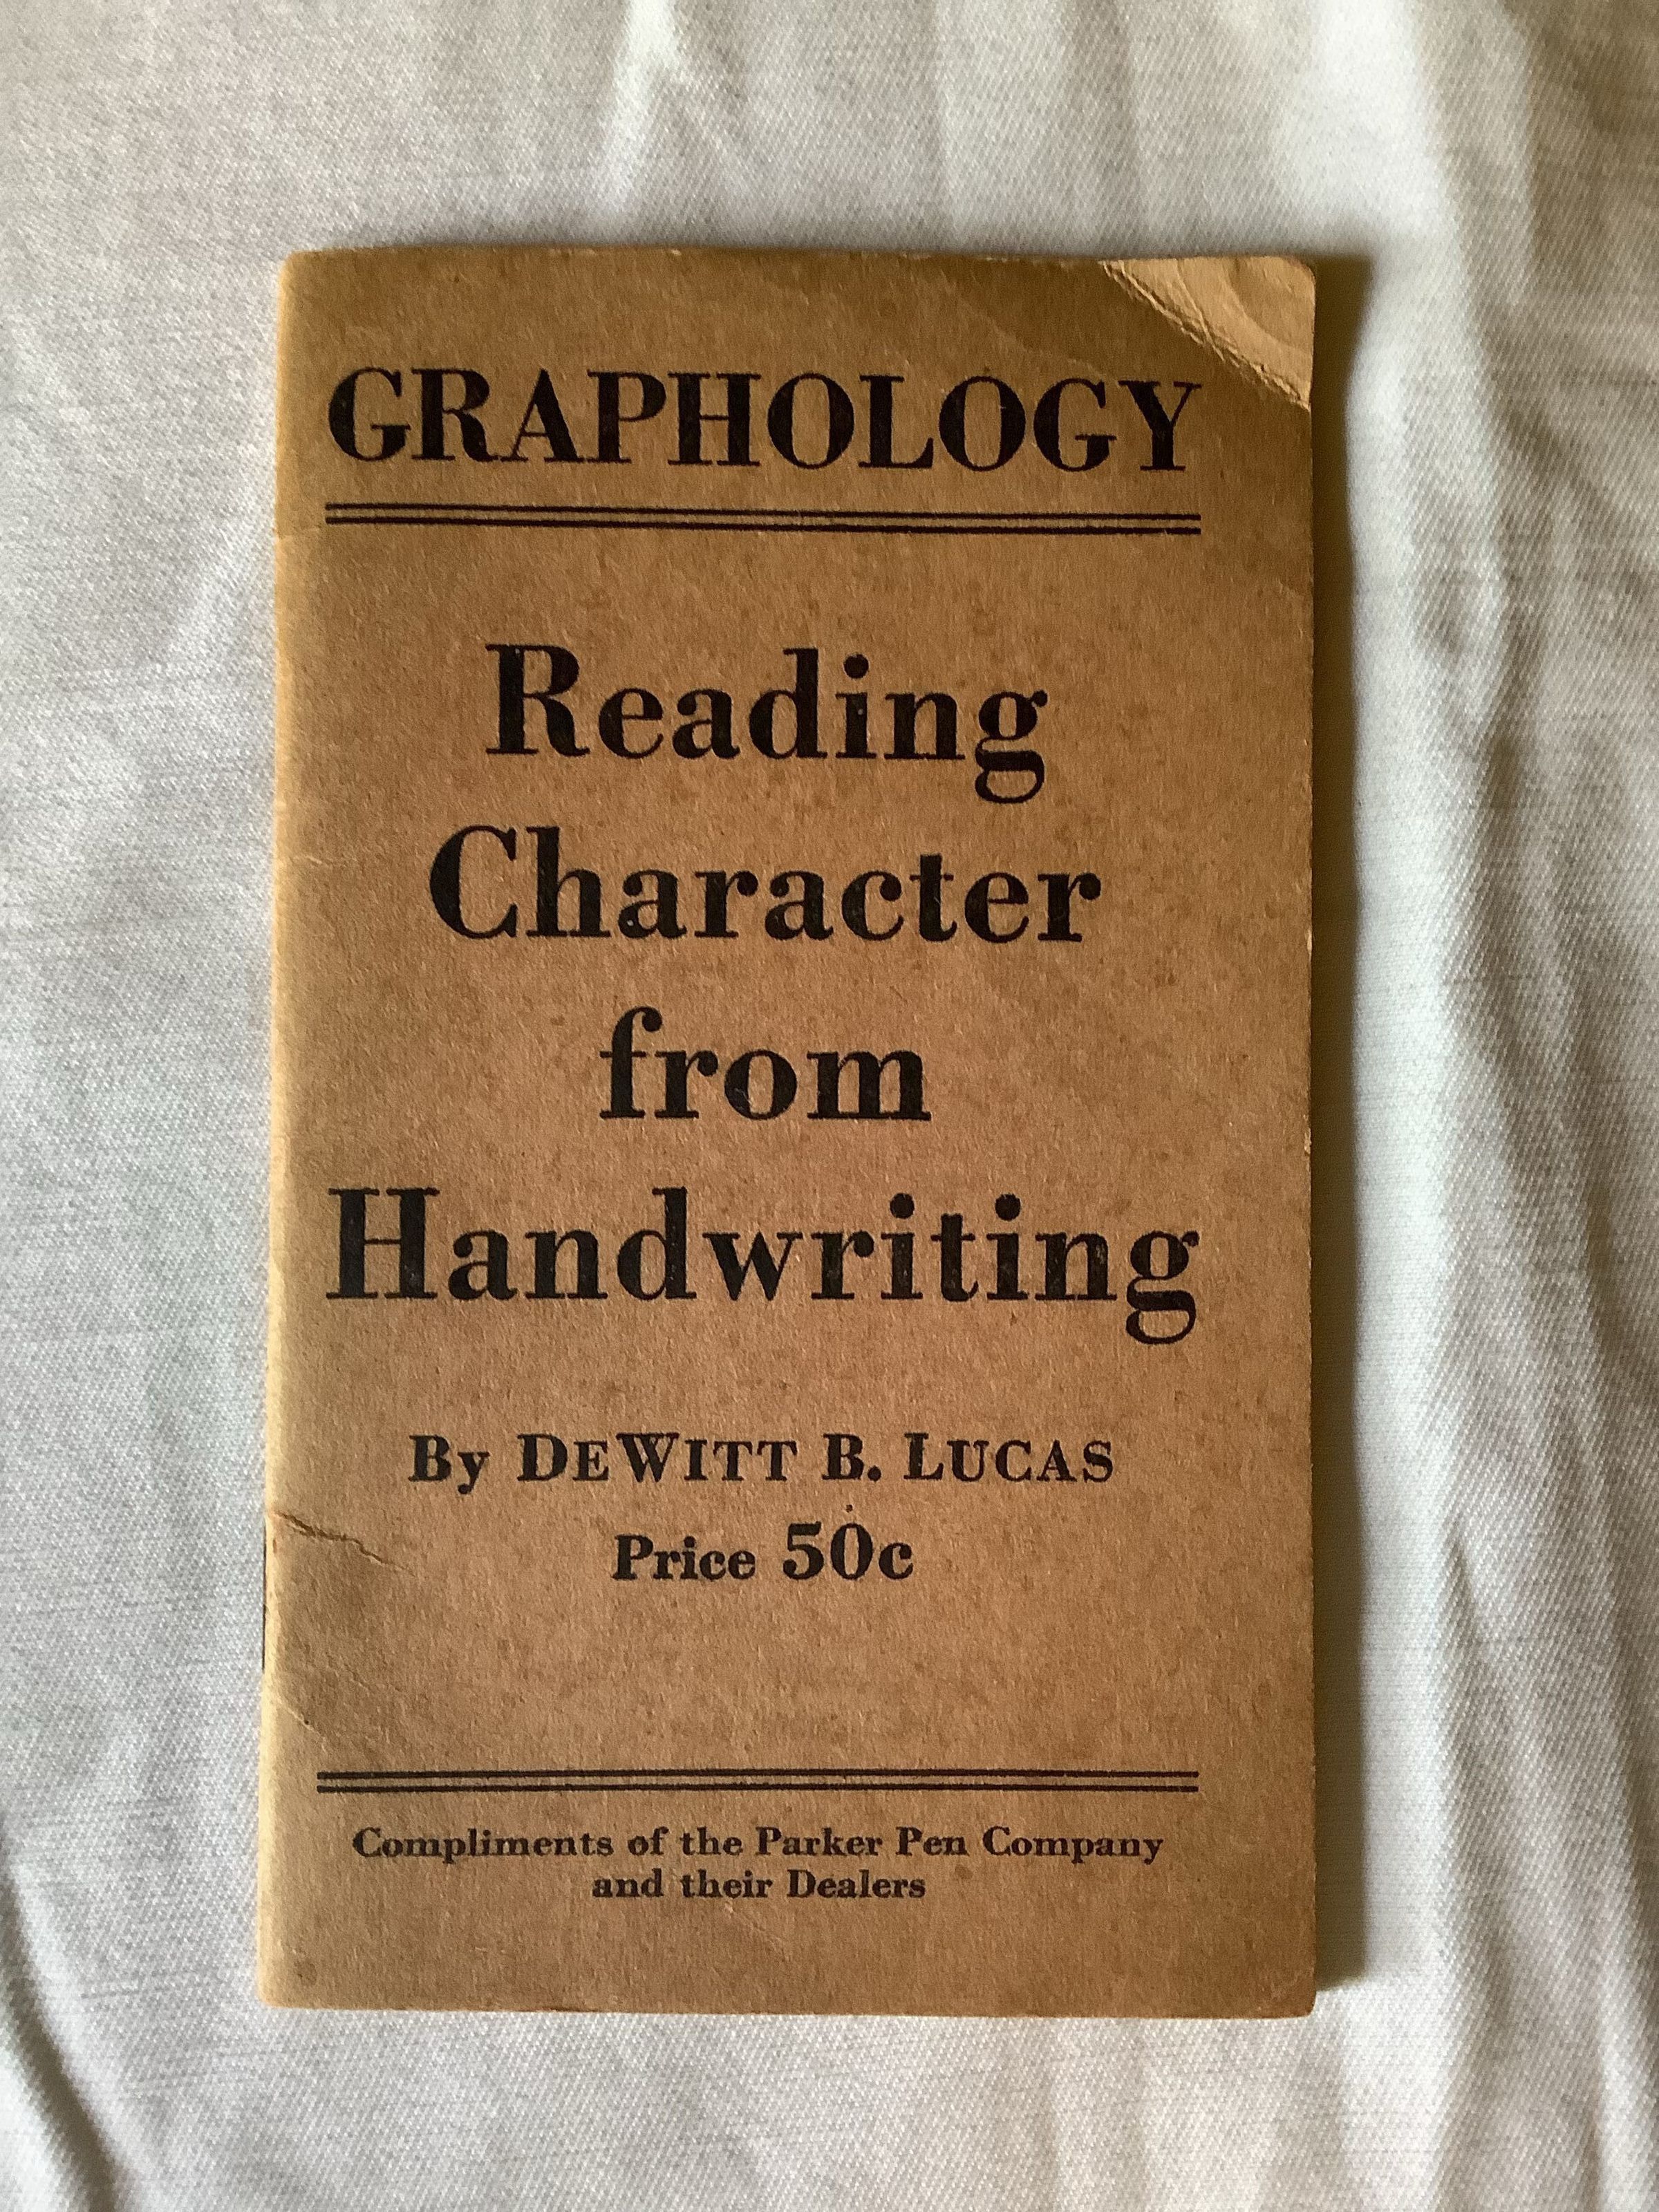 GRAPHOLOGY
Reading
Character
from
Handwriting
By DEWITT B. LUCAS
Price 50c
Compliments of the Parker Pen Company
and their Dealers